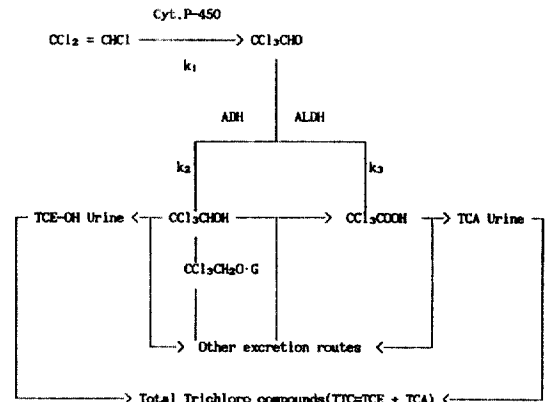 Cyt.P-450
CCl₂ = CHCl CCl₃CHO
k₁
ADH ALDH
k₂ k₃
TCE-OH Urine CCl₃CHOH CCl₃COOH TCA Urine
CCl₃CH₂O·G
Other excretion routes
Total Trichloro compounds(TTC=TCE + TCA)